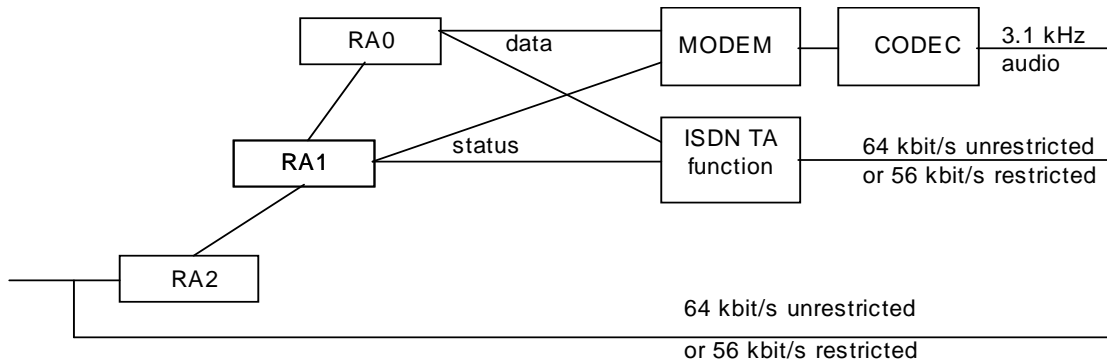 RA0
data
MODEM
CODEC
3.1 kHz
audio
RA1
status
ISDN TA
function
64 kbit/s unrestricted
or 56 kbit/s restricted
RA2
64 kbit/s unrestricted
or 56 kbit/s restricted